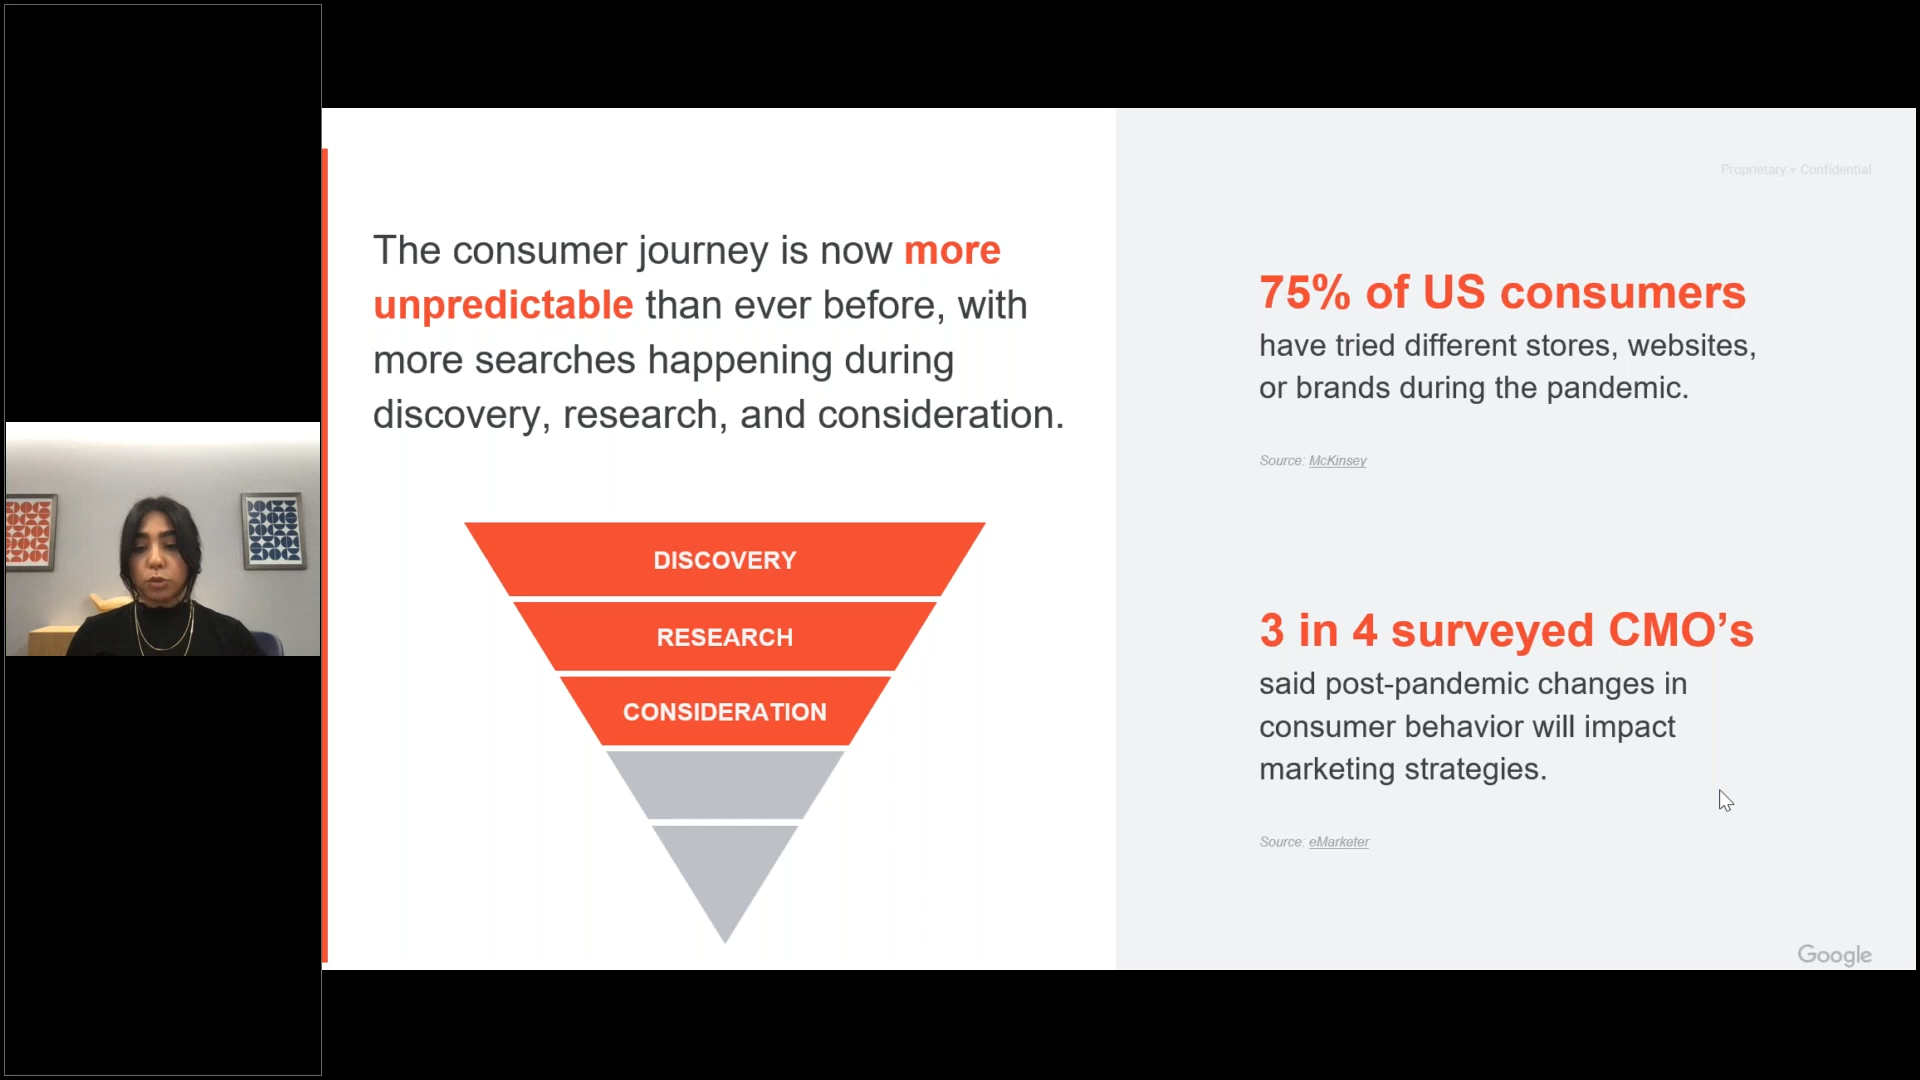 Proprietary + Confidential
The consumer journey is now more
unpredictable than ever before, with
more searches happening during
discovery, research, and consideration.
DISCOVERY
RESEARCH
CONSIDERATION
75% of US consumers
have tried different stores, websites,
or brands during the pandemic.
Source: McKinsey
3 in 4 surveyed CMO’s
said post-pandemic changes in
consumer behavior will impact
marketing strategies.
Source: eMarketer
Google